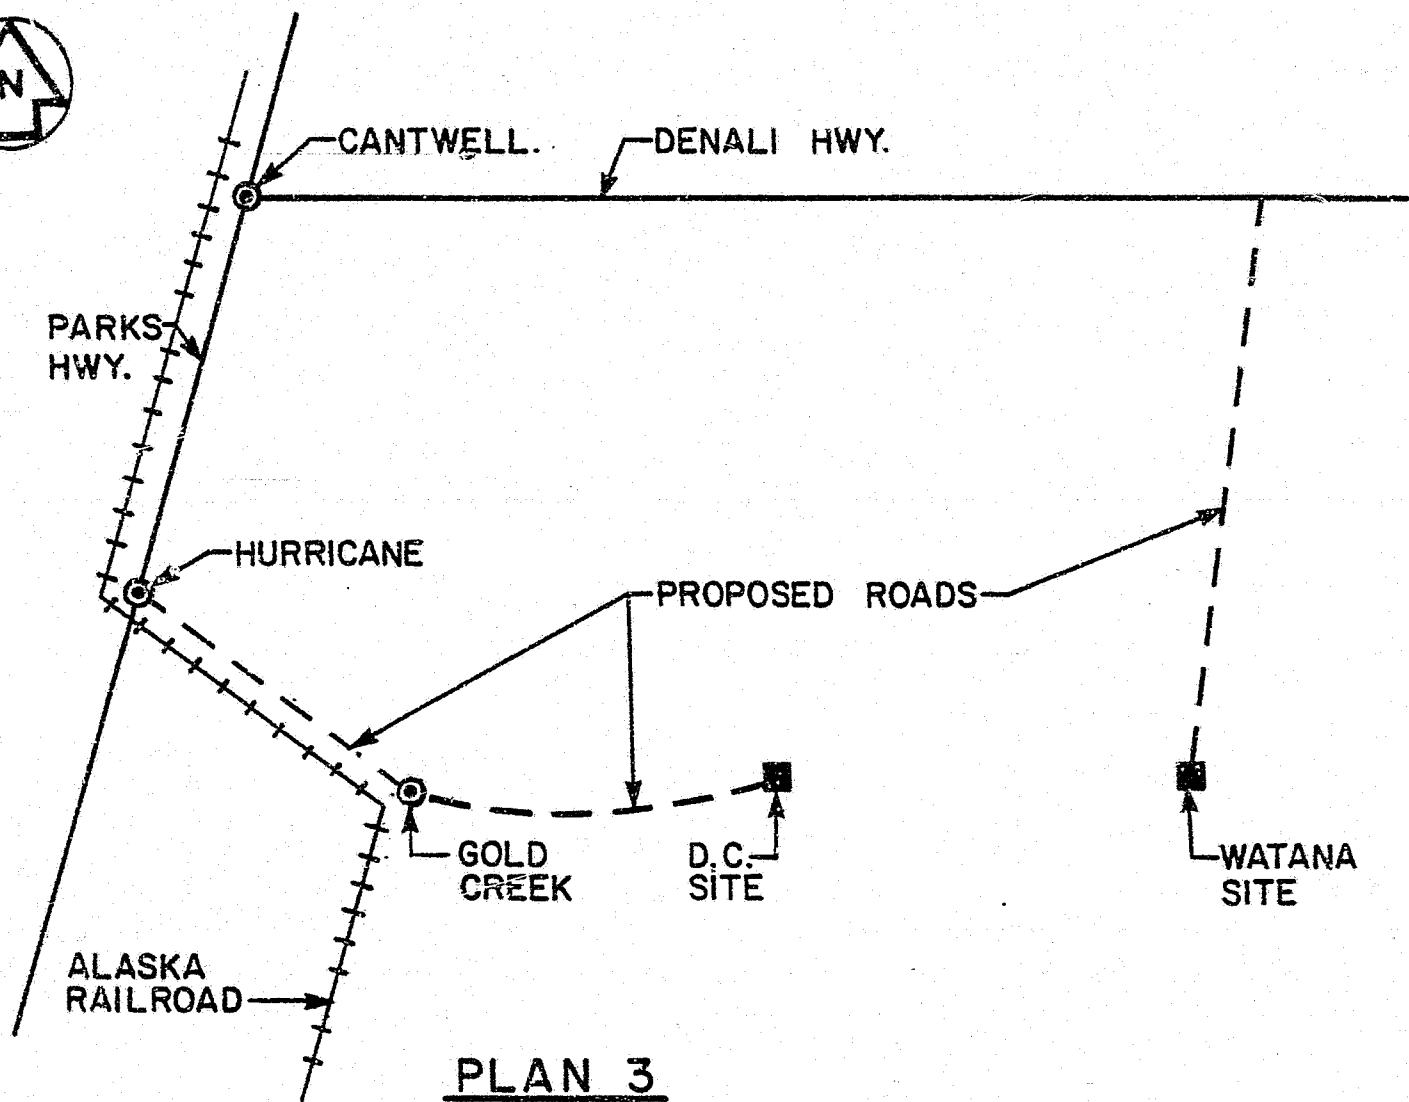 N
CANTWELL.
DENALI HWY.
PARKS
HWY.
HURRICANE
PROPOSED ROADS
GOLD
CREEK
D.C.
SITE
WATANA
SITE
ALASKA
RAILROAD
PLAN 3